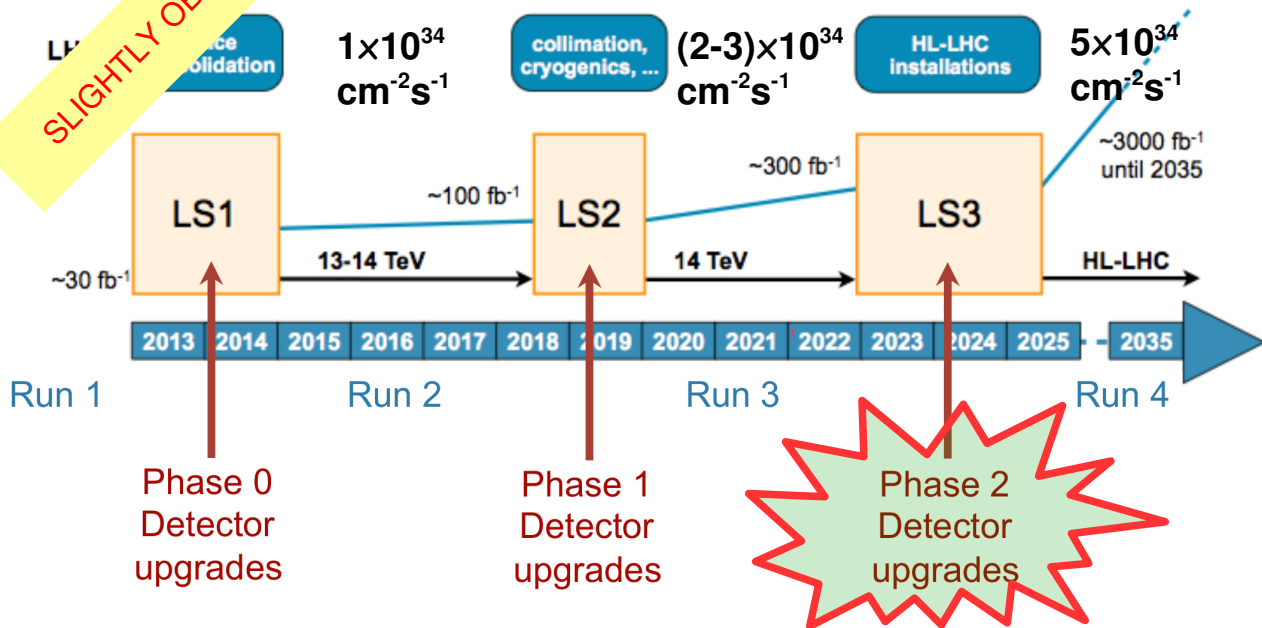 SLIGHTLY
1×10³⁴
cm⁻²s⁻¹
collimation,
cryogenics, ...
(2-3)×10³⁴
cm⁻²s⁻¹
HL-LHC
installations
5×10³⁴
cm⁻²s⁻¹
~3000 fb⁻¹
until 2035
~300 fb⁻¹
~100 fb⁻¹
~30 fb⁻¹
LS1
LS2
LS3
13-14 TeV
14 TeV
HL-LHC
2013 2014 2015 2016 2017 2018 2019 2020 2021 2022 2023 2024 2025 2035
Run 1 Run 2 Run 3 Run 4
Phase 0
Detector
upgrades
Phase 1
Detector
upgrades
Phase 2
Detector
upgrades